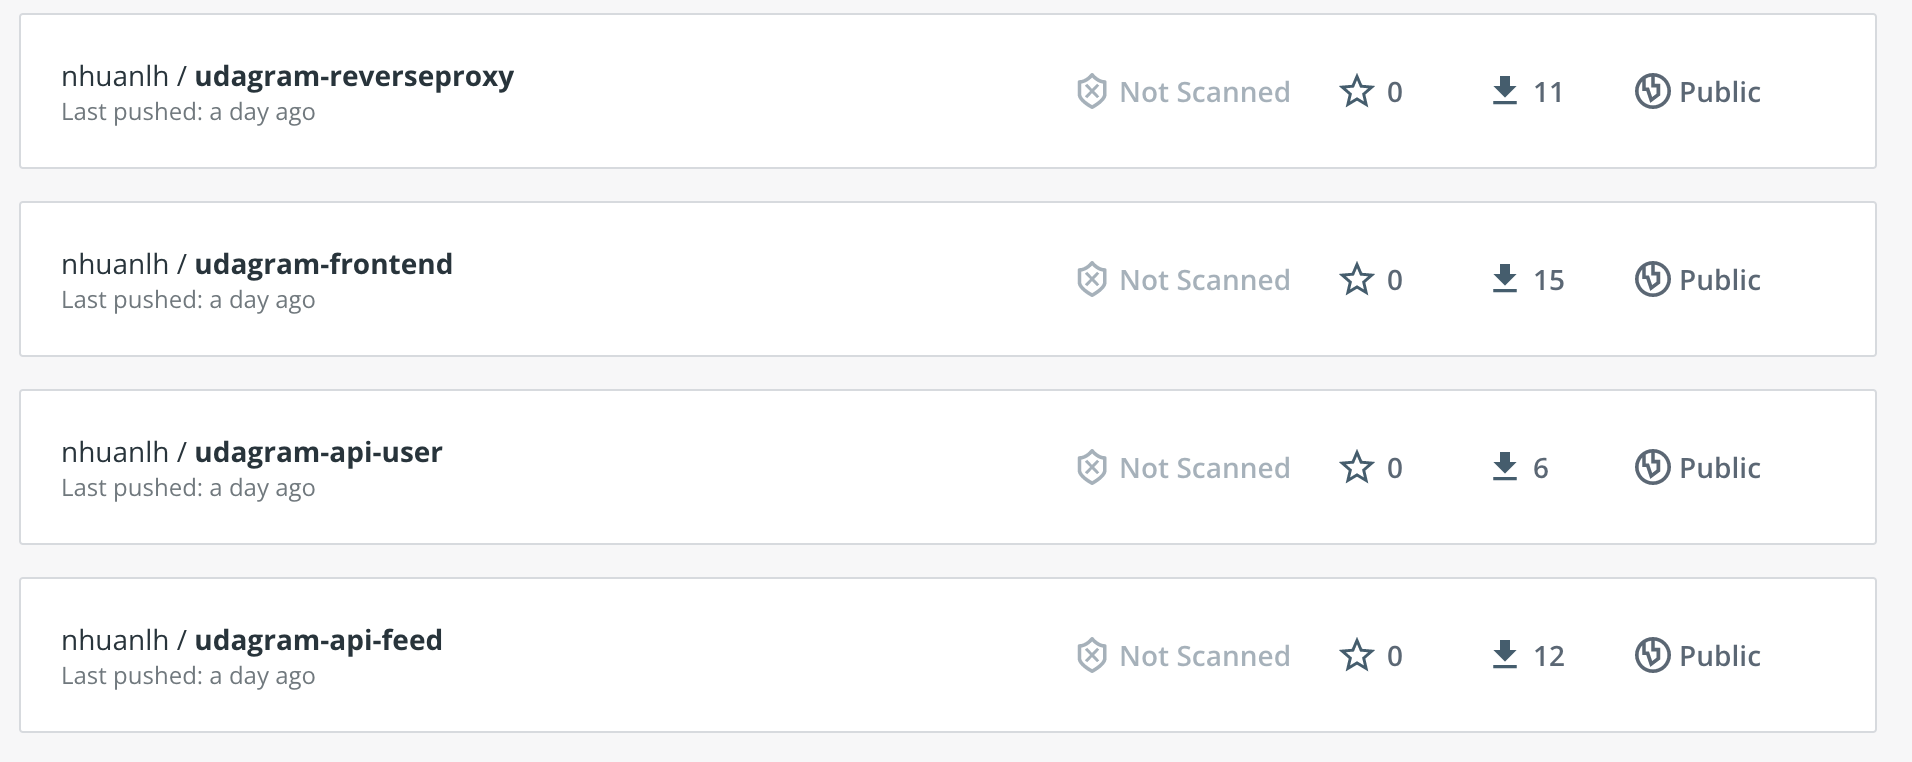 nhuanlh / udagram-reverseproxy
Last pushed: a day ago
Not Scanned 0 11 Public
nhuanlh / udagram-frontend
Last pushed: a day ago
Not Scanned 0 15 Public
nhuanlh / udagram-api-user
Last pushed: a day ago
Not Scanned 0 6 Public
nhuanlh / udagram-api-feed
Last pushed: a day ago
Not Scanned 0 12 Public